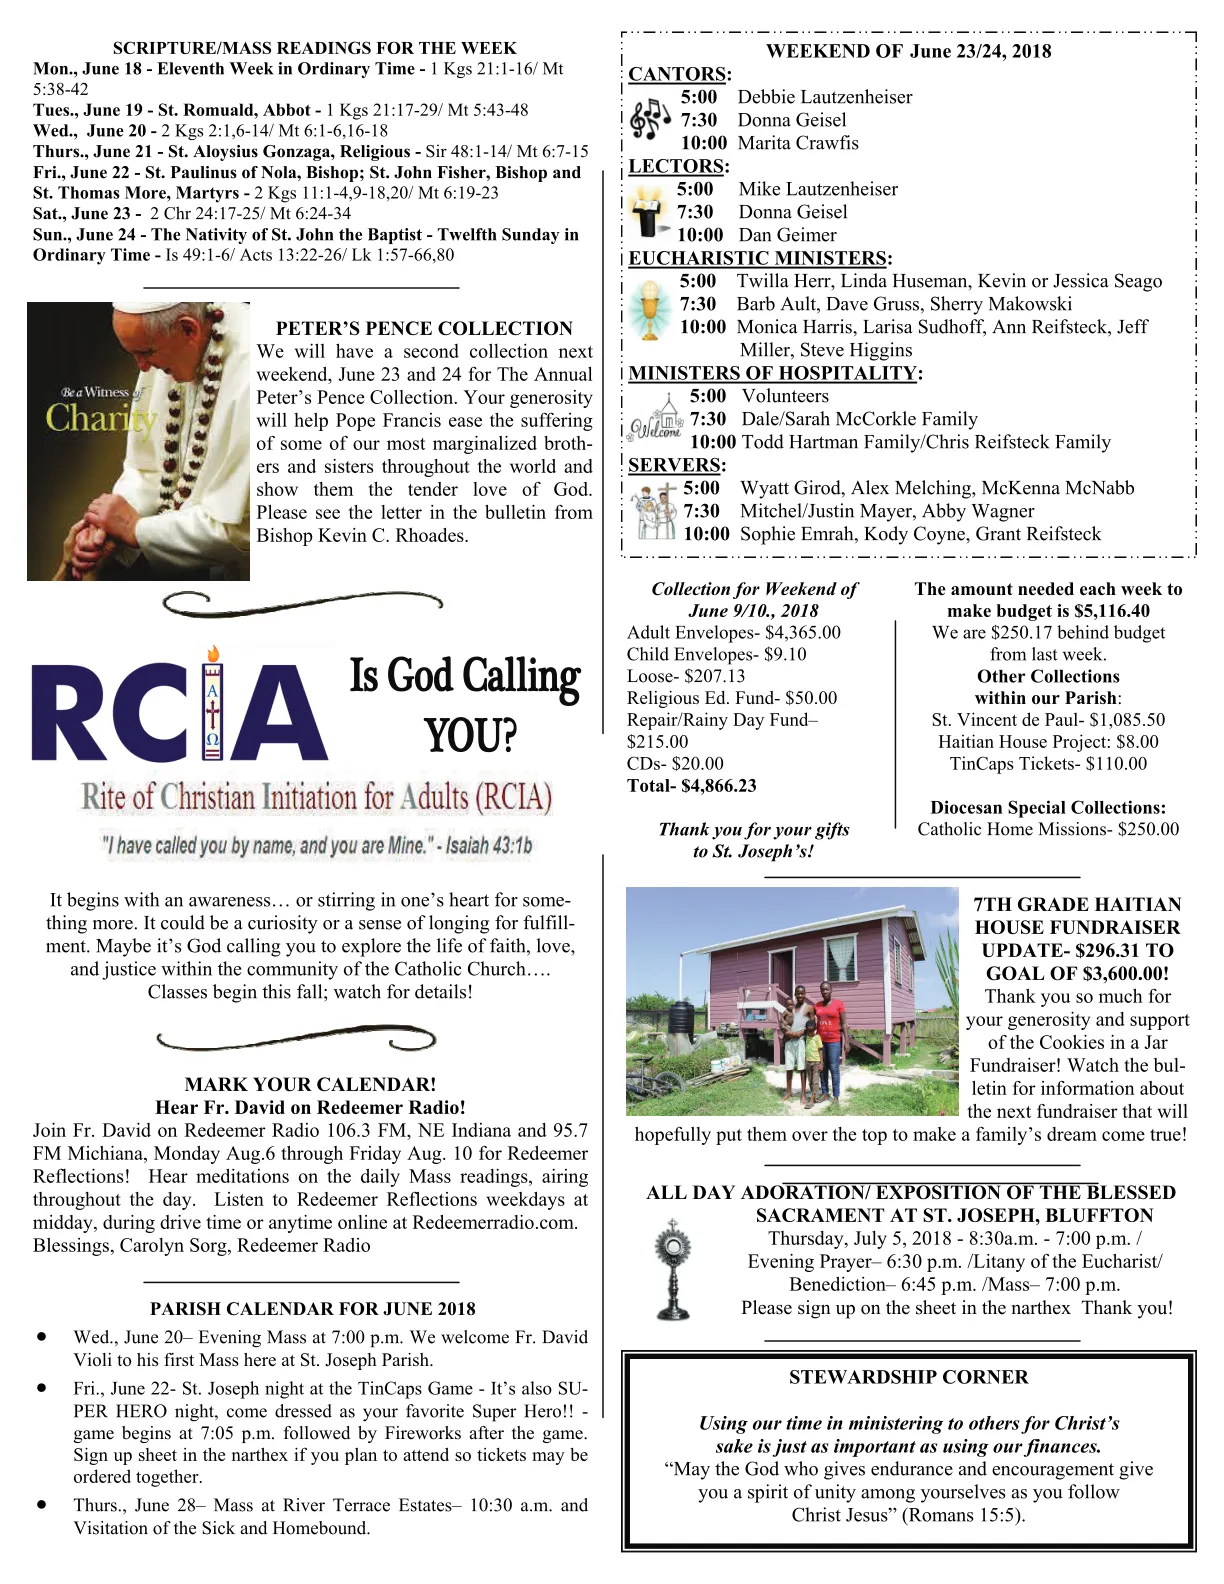 SCRIPTURE/MASS READINGS FOR THE WEEK
Mon., June 18 - Eleventh Week in Ordinary Time - 1 Kgs 21:1-16/ Mt
5:38-42
Tues., June 19 - St. Romuald, Abbot - 1 Kgs 21:17-29/ Mt 5:43-48
Wed.,  June 20 - 2 Kgs 2:1,6-14/ Mt 6:1-6,16-18
Thurs., June 21 - St. Aloysius Gonzaga, Religious - Sir 48:1-14/ Mt 6:7-15
Fri., June 22 - St. Paulinus of Nola, Bishop; St. John Fisher, Bishop and
St. Thomas More, Martyrs - 2 Kgs 11:1-4,9-18,20/ Mt 6:19-23
Sat., June 23 -  2 Chr 24:17-25/ Mt 6:24-34
Sun., June 24 - The Nativity of St. John the Baptist - Twelfth Sunday in
Ordinary Time - Is 49:1-6/ Acts 13:22-26/ Lk 1:57-66,80
Be a Witness of
Charity
PETER'S PENCE COLLECTION
We will have a second collection next
weekend, June 23 and 24 for The Annual
Peter's Pence Collection. Your generosity
will help Pope Francis ease the suffering
of some of our most marginalized broth-
ers and sisters throughout the world and
show them the tender love of God.
Please see the letter in the bulletin from
Bishop Kevin C. Rhoades.
RCIA
Α
Ω
Is God Calling
YOU?
Rite of Christian Initiation for Adults (RCIA)
"I have called you by name, and you are Mine." - Isaiah 43:1b
It begins with an awareness… or stirring in one's heart for some-
thing more. It could be a curiosity or a sense of longing for fulfill-
ment. Maybe it's God calling you to explore the life of faith, love,
and justice within the community of the Catholic Church….
Classes begin this fall; watch for details!
MARK YOUR CALENDAR!
Hear Fr. David on Redeemer Radio!
Join Fr. David on Redeemer Radio 106.3 FM, NE Indiana and 95.7
FM Michiana, Monday Aug.6 through Friday Aug. 10 for Redeemer
Reflections!  Hear meditations on the daily Mass readings, airing
throughout the day.  Listen to Redeemer Reflections weekdays at
midday, during drive time or anytime online at Redeemerradio.com.
Blessings, Carolyn Sorg, Redeemer Radio
PARISH CALENDAR FOR JUNE 2018
● Wed., June 20– Evening Mass at 7:00 p.m. We welcome Fr. David
Violi to his first Mass here at St. Joseph Parish.
● Fri., June 22- St. Joseph night at the TinCaps Game - It's also SU-
PER HERO night, come dressed as your favorite Super Hero!! -
game begins at 7:05 p.m. followed by Fireworks after the game.
Sign up sheet in the narthex if you plan to attend so tickets may be
ordered together.
● Thurs., June 28– Mass at River Terrace Estates– 10:30 a.m. and
Visitation of the Sick and Homebound.
WEEKEND OF June 23/24, 2018
CANTORS:
5:00 Debbie Lautzenheiser
7:30 Donna Geisel
10:00 Marita Crawfis
LECTORS:
5:00 Mike Lautzenheiser
7:30 Donna Geisel
10:00 Dan Geimer
EUCHARISTIC MINISTERS:
5:00 Twilla Herr, Linda Huseman, Kevin or Jessica Seago
7:30 Barb Ault, Dave Gruss, Sherry Makowski
10:00 Monica Harris, Larisa Sudhoff, Ann Reifsteck, Jeff
Miller, Steve Higgins
MINISTERS OF HOSPITALITY:
Welcome
5:00 Volunteers
7:30 Dale/Sarah McCorkle Family
10:00 Todd Hartman Family/Chris Reifsteck Family
SERVERS:
5:00 Wyatt Girod, Alex Melching, McKenna McNabb
7:30 Mitchel/Justin Mayer, Abby Wagner
10:00 Sophie Emrah, Kody Coyne, Grant Reifsteck
Collection for Weekend of
June 9/10., 2018
Adult Envelopes- $4,365.00
Child Envelopes- $9.10
Loose- $207.13
Religious Ed. Fund- $50.00
Repair/Rainy Day Fund–
$215.00
CDs- $20.00
Total- $4,866.23
Thank you for your gifts
to St. Joseph's!
The amount needed each week to
make budget is $5,116.40
We are $250.17 behind budget
from last week.
Other Collections
within our Parish:
St. Vincent de Paul- $1,085.50
Haitian House Project: $8.00
TinCaps Tickets- $110.00
Diocesan Special Collections:
Catholic Home Missions- $250.00
7TH GRADE HAITIAN
HOUSE FUNDRAISER
UPDATE- $296.31 TO
GOAL OF $3,600.00!
Thank you so much for
your generosity and support
of the Cookies in a Jar
Fundraiser! Watch the bul-
letin for information about
the next fundraiser that will
hopefully put them over the top to make a family's dream come true!
ALL DAY ADORATION/ EXPOSITION OF THE BLESSED
SACRAMENT AT ST. JOSEPH, BLUFFTON
Thursday, July 5, 2018 - 8:30a.m. - 7:00 p.m. /
Evening Prayer– 6:30 p.m. /Litany of the Eucharist/
Benediction– 6:45 p.m. /Mass– 7:00 p.m.
Please sign up on the sheet in the narthex  Thank you!
STEWARDSHIP CORNER
Using our time in ministering to others for Christ's
sake is just as important as using our finances.
“May the God who gives endurance and encouragement give
you a spirit of unity among yourselves as you follow
Christ Jesus” (Romans 15:5).